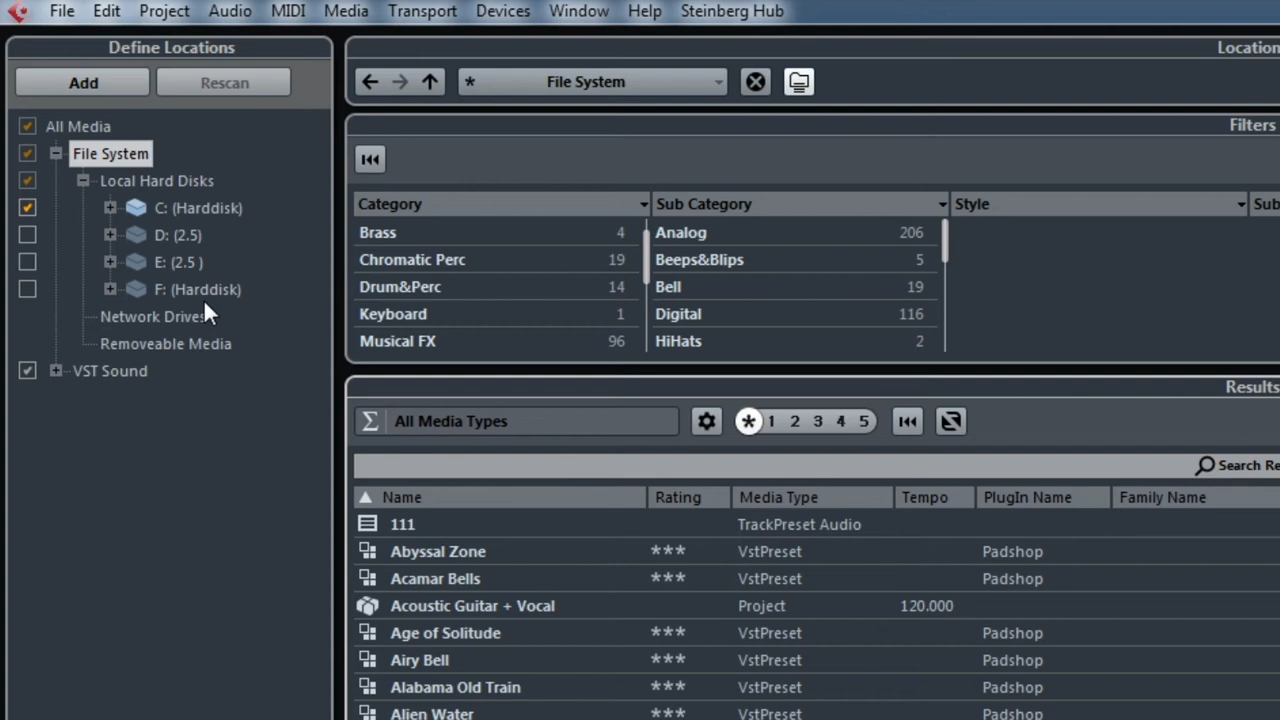 File Edit Project Audio MIDI Media Transport Devices Window Help Steinberg Hub
Define Locations
Add Rescan
All Media
File System
Local Hard Disks
C: (Harddisk)
D: (2.5)
E: (2.5 )
F: (Harddisk)
Network Drives
Removeable Media
VST Sound
Location
* File System
Filters
Category Sub Category Style Sub
Brass 4 Analog 206
Chromatic Perc 19 Beeps&Blips 5
Drum&Perc 14 Bell 19
Keyboard 1 Digital 116
Musical FX 96 HiHats 2
Results
Σ All Media Types * 1 2 3 4 5
Search Re
Name Rating Media Type Tempo PlugIn Name Family Name
111 TrackPreset Audio
Abyssal Zone *** VstPreset Padshop
Acamar Bells *** VstPreset Padshop
Acoustic Guitar + Vocal Project 120.000
Age of Solitude *** VstPreset Padshop
Airy Bell *** VstPreset Padshop
Alabama Old Train *** VstPreset Padshop
Alien Water *** VstPreset Padshop